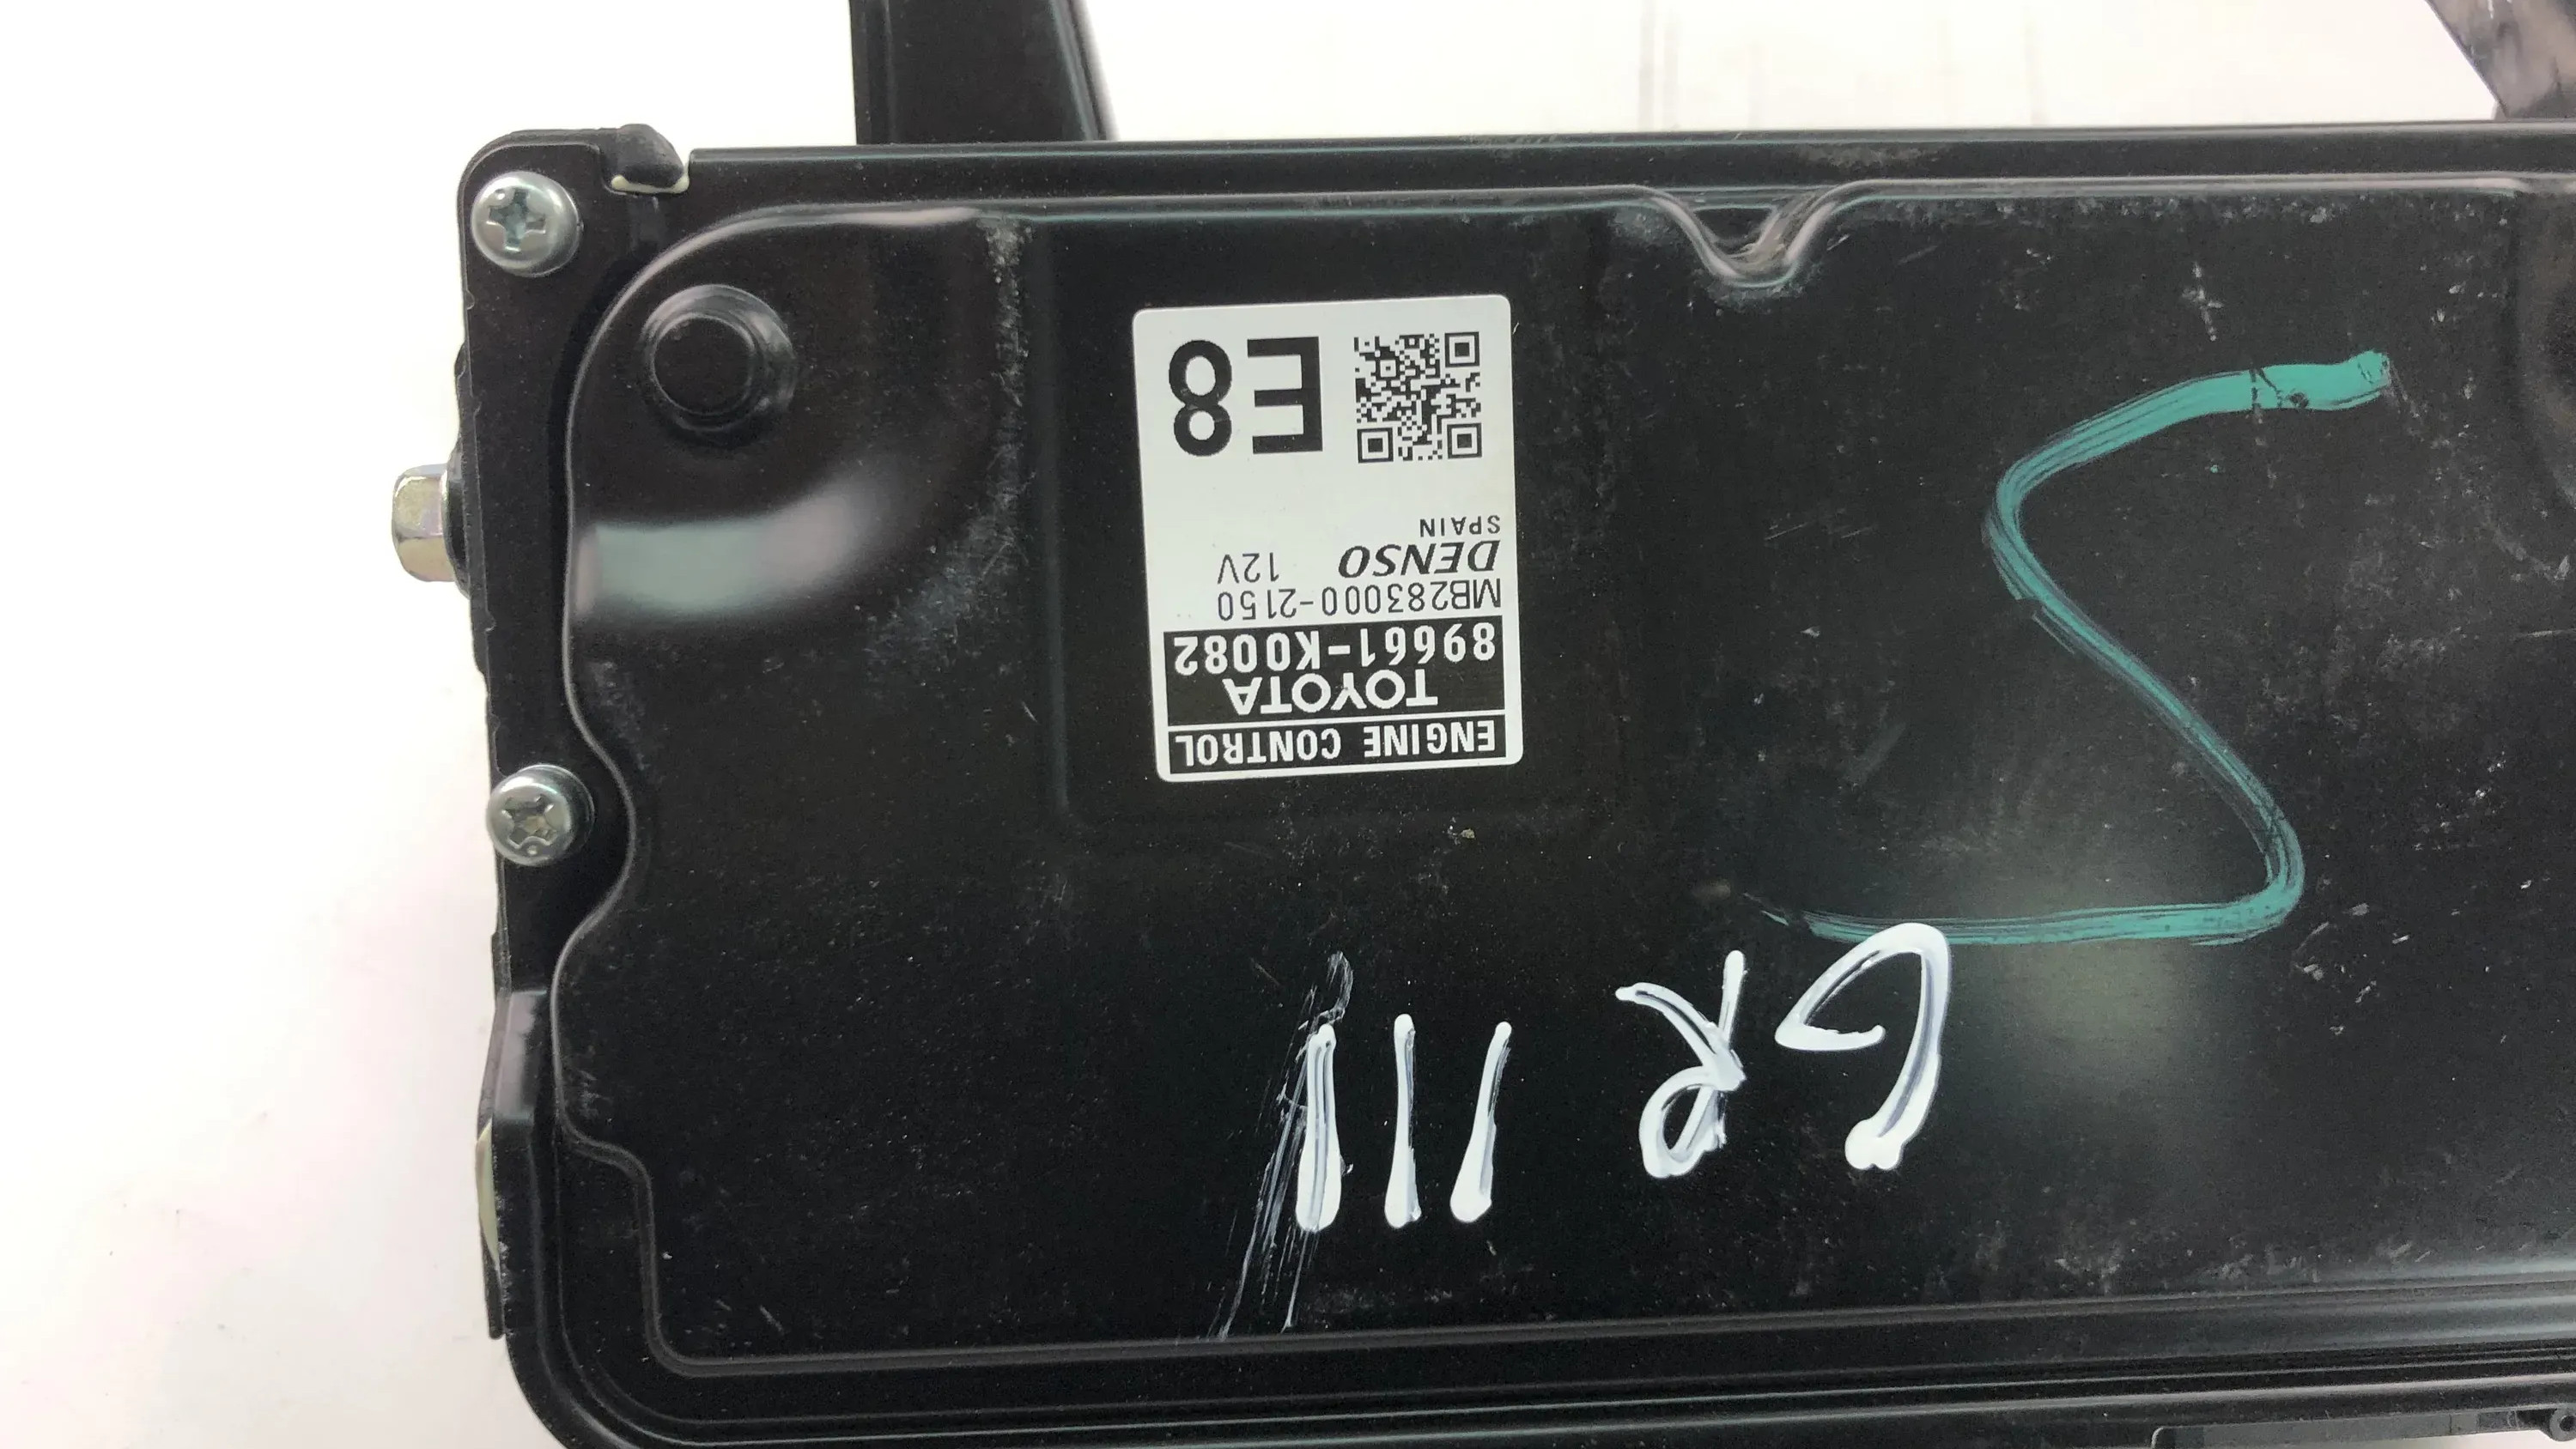 ENGINE CONTROL
TOYOTA
89661-K0082
MB283000-2150
DENSO 12V
SPAIN
E8
GR 111